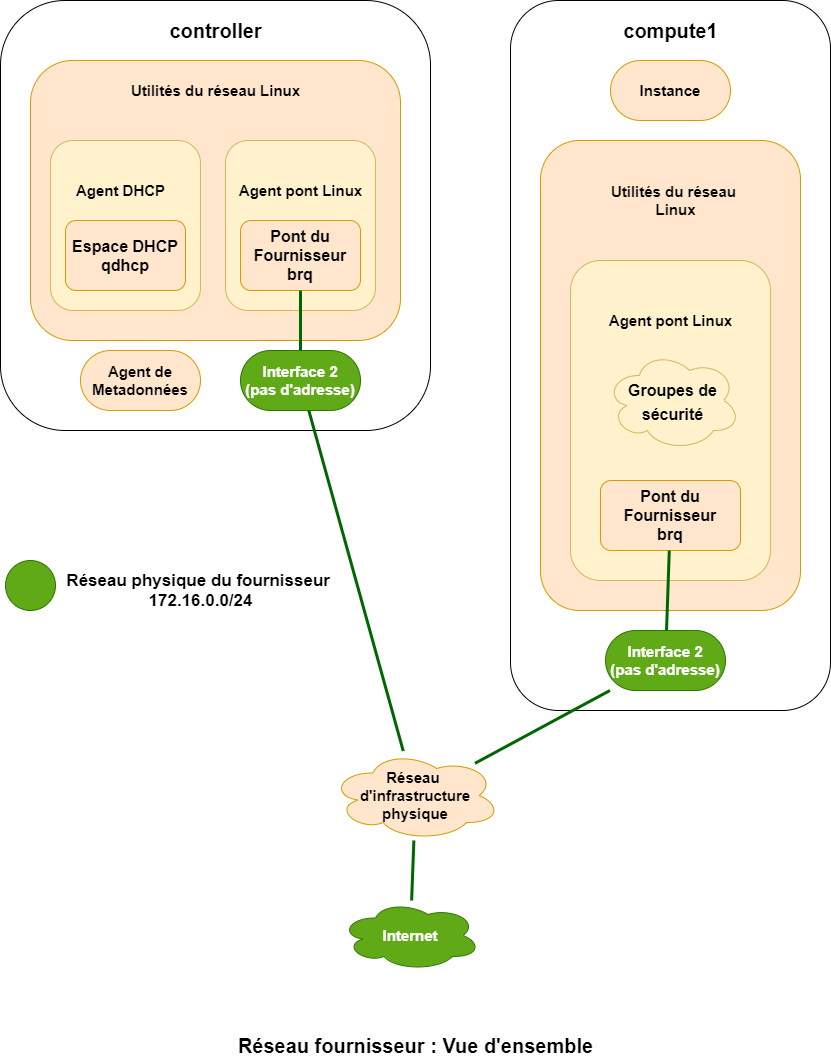 controller
Utilités du réseau Linux
Agent DHCP
Espace DHCP
qdhcp
Agent pont Linux
Pont du
Fournisseur
brq
Agent de
Metadonnées
Interface 2
(pas d'adresse)
compute1
Instance
Utilités du réseau
Linux
Agent pont Linux
Groupes de
sécurité
Pont du
Fournisseur
brq
Interface 2
(pas d'adresse)
Réseau physique du fournisseur
172.16.0.0/24
Réseau
d'infrastructure
physique
Internet
Réseau fournisseur : Vue d'ensemble